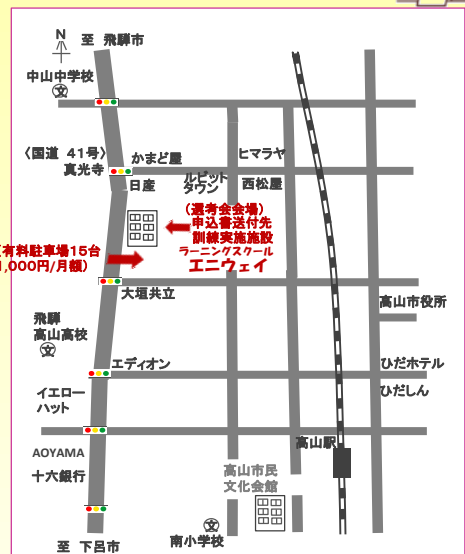 N
至 飛騨市
中山中学校
文
〈国道 41号〉
真光寺
かまど屋
ヒマラヤ
日産
ルビット
タウン
西松屋
(選考会会場)
申込書送付先
訓練実施施設
ラーニングスクール
エニウェイ
有料駐車場15台
,000円/月額)
大垣共立
高山市役所
飛騨
高山高校
文
エディオン
ひだホテル
イエロー
ハット
ひだしん
高山駅
AOYAMA
十六銀行
高山市民
文化会館
文
南小学校
至 下呂市